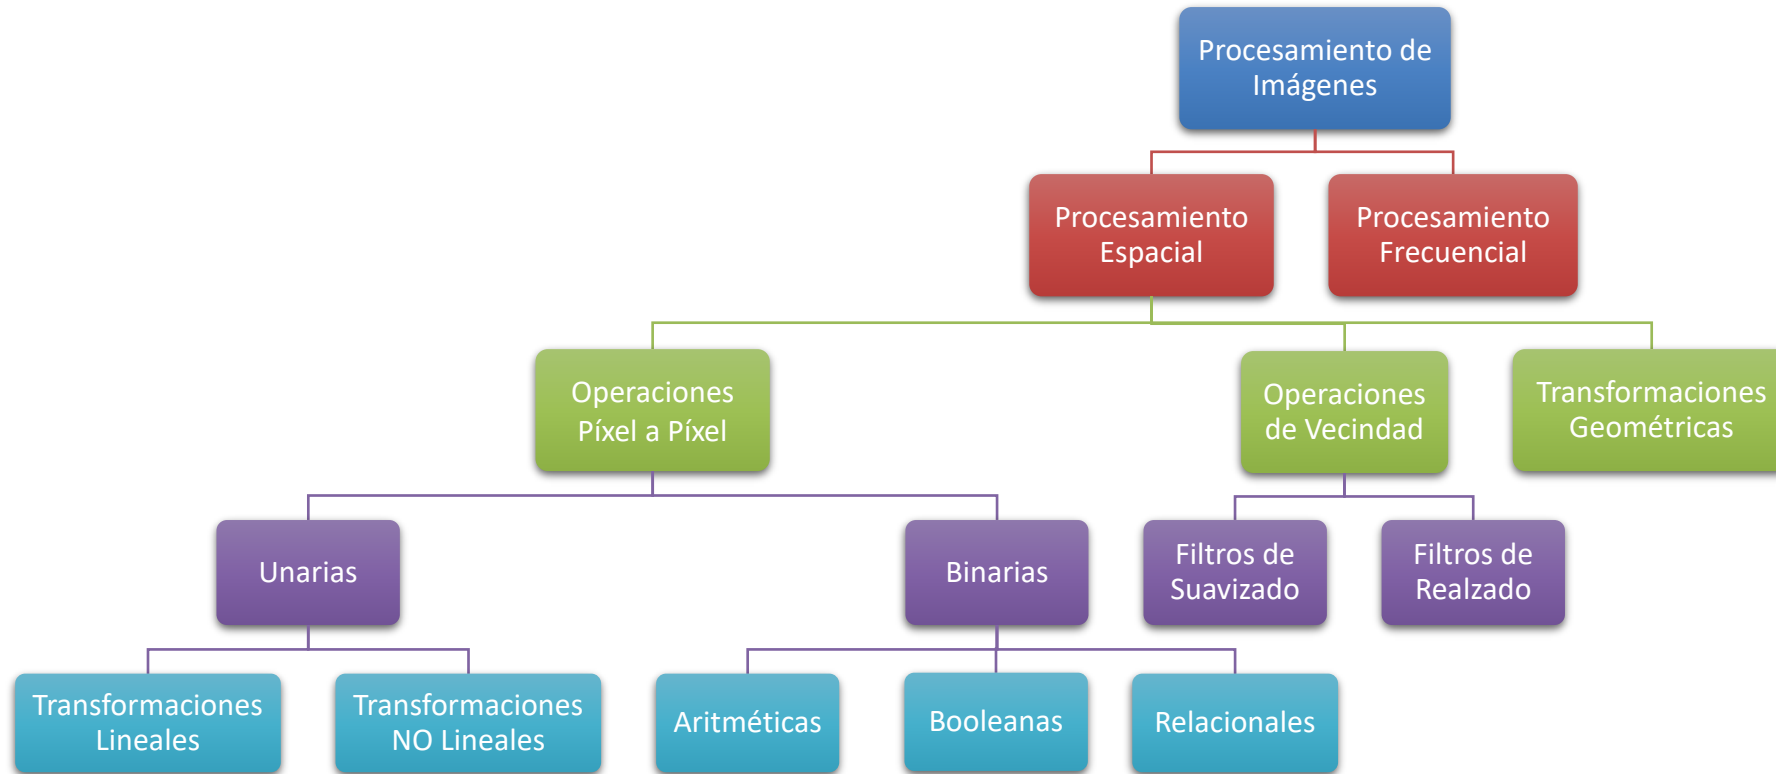 Procesamiento de
Imágenes
Procesamiento
Espacial
Procesamiento
Frecuencial
Operaciones
Píxel a Píxel
Operaciones
de Vecindad
Transformaciones
Geométricas
Unarias
Binarias
Filtros de
Suavizado
Filtros de
Realzado
Transformaciones
Lineales
Transformaciones
NO Lineales
Aritméticas
Booleanas
Relacionales